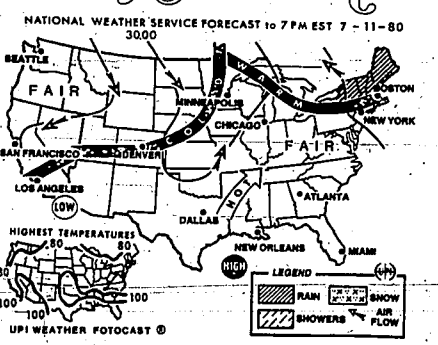 NATIONAL WEATHER SERVICE FORECAST to 7 PM EST 7 - 11 - 80
30.00
SEATTLE
FAIR
WARM
COLD
MINNEAPOLIS
BOSTON
NEW YORK
CHICAGO
FAIR
SAN FRANCISCO
DENVER
LOS ANGELES
LOW
HOT
ATLANTA
DALLAS
NEW ORLEANS
MIAMI
HIGHEST TEMPERATURES
80
80
80
100
100
100
HIGH
LEGEND
RAIN
SNOW
SHOWERS
AIR FLOW
UPI WEATHER FOTOCAST ®